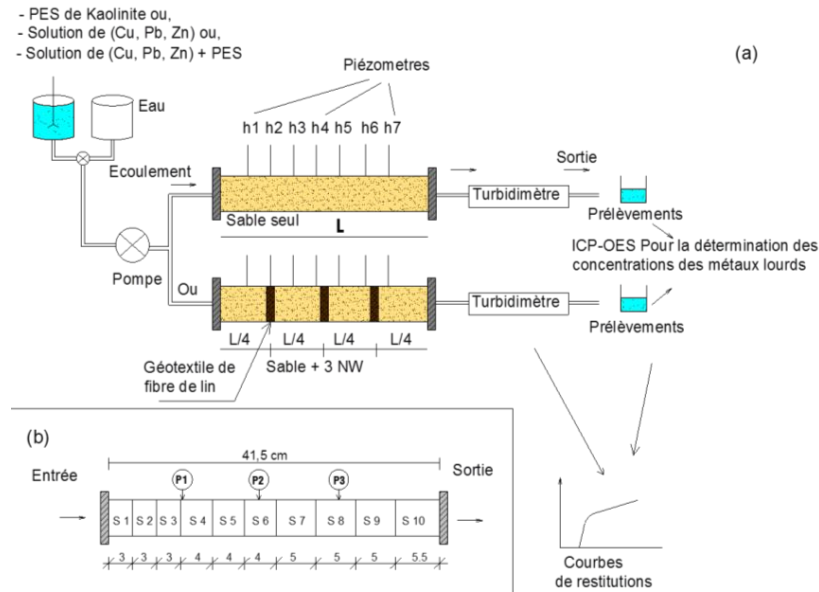 - PES de Kaolinite ou,
- Solution de (Cu, Pb, Zn) ou,
- Solution de (Cu, Pb, Zn) + PES
(a)
Piézometres
Eau
h1 h2 h3 h4 h5 h6 h7
Ecoulement
Sortie
Turbidimètre
Sable seul
L
Prélèvements
Pompe
ICP-OES Pour la détermination des
concentrations des métaux lourds
Ou
Turbidimètre
Prélèvements
L/4 L/4 L/4 L/4
Géotextile de
fibre de lin
Sable + 3 NW
(b)
41,5 cm
Entrée
Sortie
P1 P2 P3
S 1 S 2 S 3 S 4 S 5 S 6 S 7 S 8 S 9 S 10
3 3 3 4 4 4 5 5 5 5.5
Courbes
de restitutions